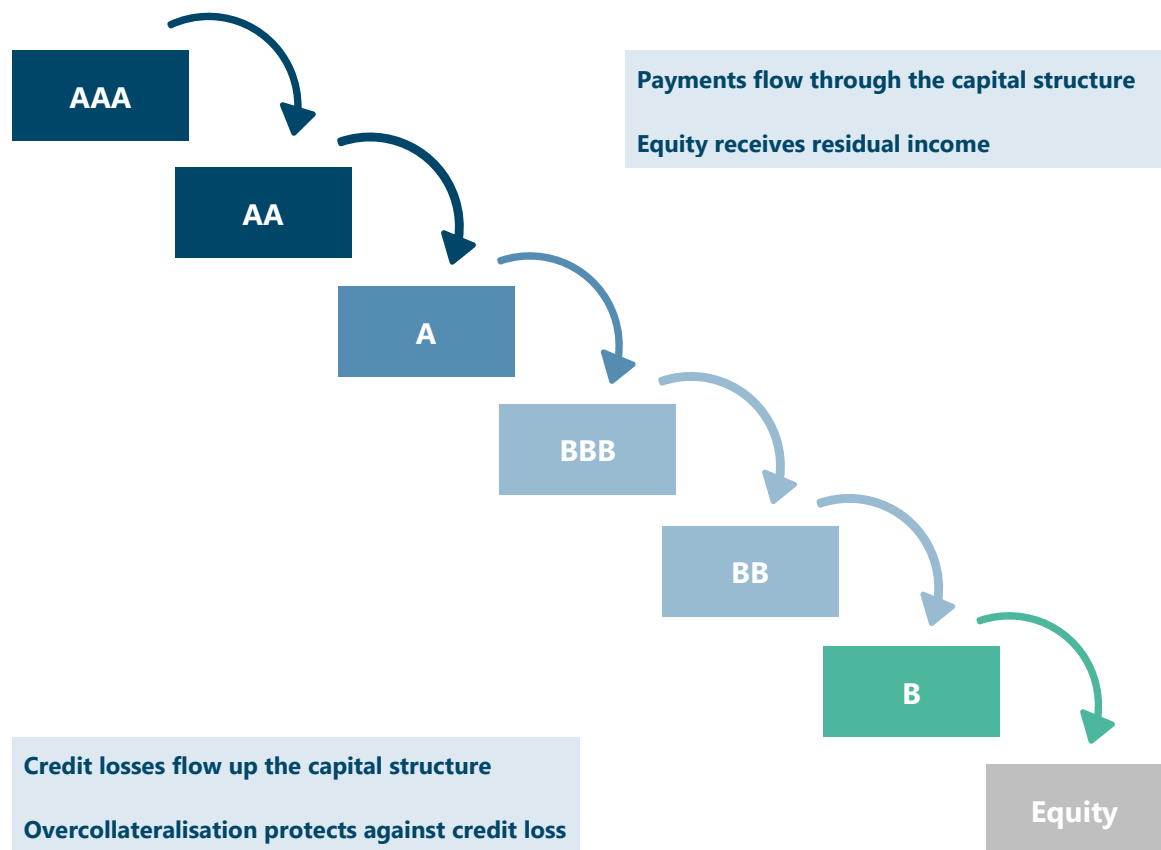 AAA
Payments flow through the capital structure
Equity receives residual income
AA
A
BBB
BB
B
Credit losses flow up the capital structure
Overcollateralisation protects against credit loss
Equity